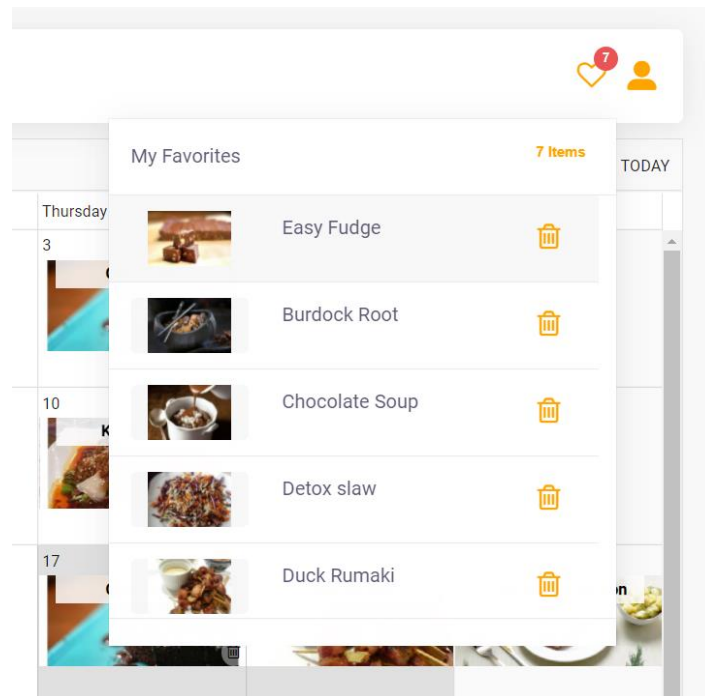 7
My Favorites
7 Items
TODAY
Thursday
Easy Fudge
3
Burdock Root
10
Chocolate Soup
K
Detox slaw
17
Duck Rumaki
on